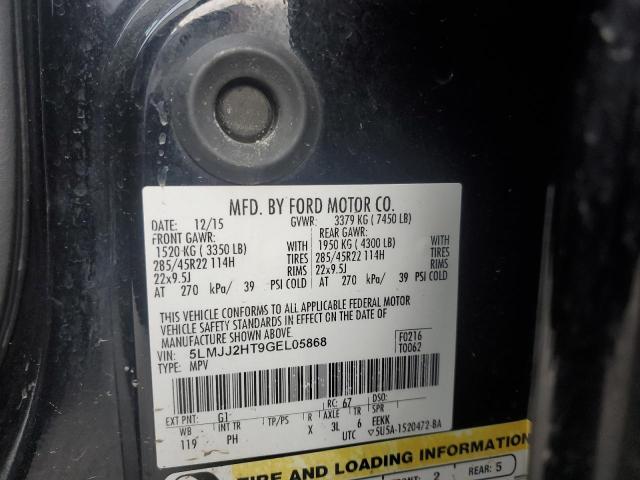 MFD. BY FORD MOTOR CO.
DATE: 12/15 GVWR: 3379 KG ( 7450 LB)
FRONT GAWR: REAR GAWR:
1520 KG ( 3350 LB) WITH 1950 KG ( 4300 LB) WITH
285/45R22 114H TIRES 285/45R22 114H TIRES
22x9.5J RIMS 22x9.5J RIMS
AT 270 kPa/ 39 PSI COLD AT 270 kPa/ 39 PSI COLD
THIS VEHICLE CONFORMS TO ALL APPLICABLE FEDERAL MOTOR
VEHICLE SAFETY STANDARDS IN EFFECT ON THE DATE OF
MANUFACTURE SHOWN ABOVE.
VIN: 5LMJJ2HT9GEL05868 F0216
TYPE: MPV T0062
EXT PNT: G1 RC: 67 DSO:
WB INT TR TP/PS R AXLE TR SPR
119 PH X 3L 6 EEKK
UTC ▽5U5A-1520472-BA
TIRE AND LOADING INFORMATION
FRONT: 2 REAR: 5